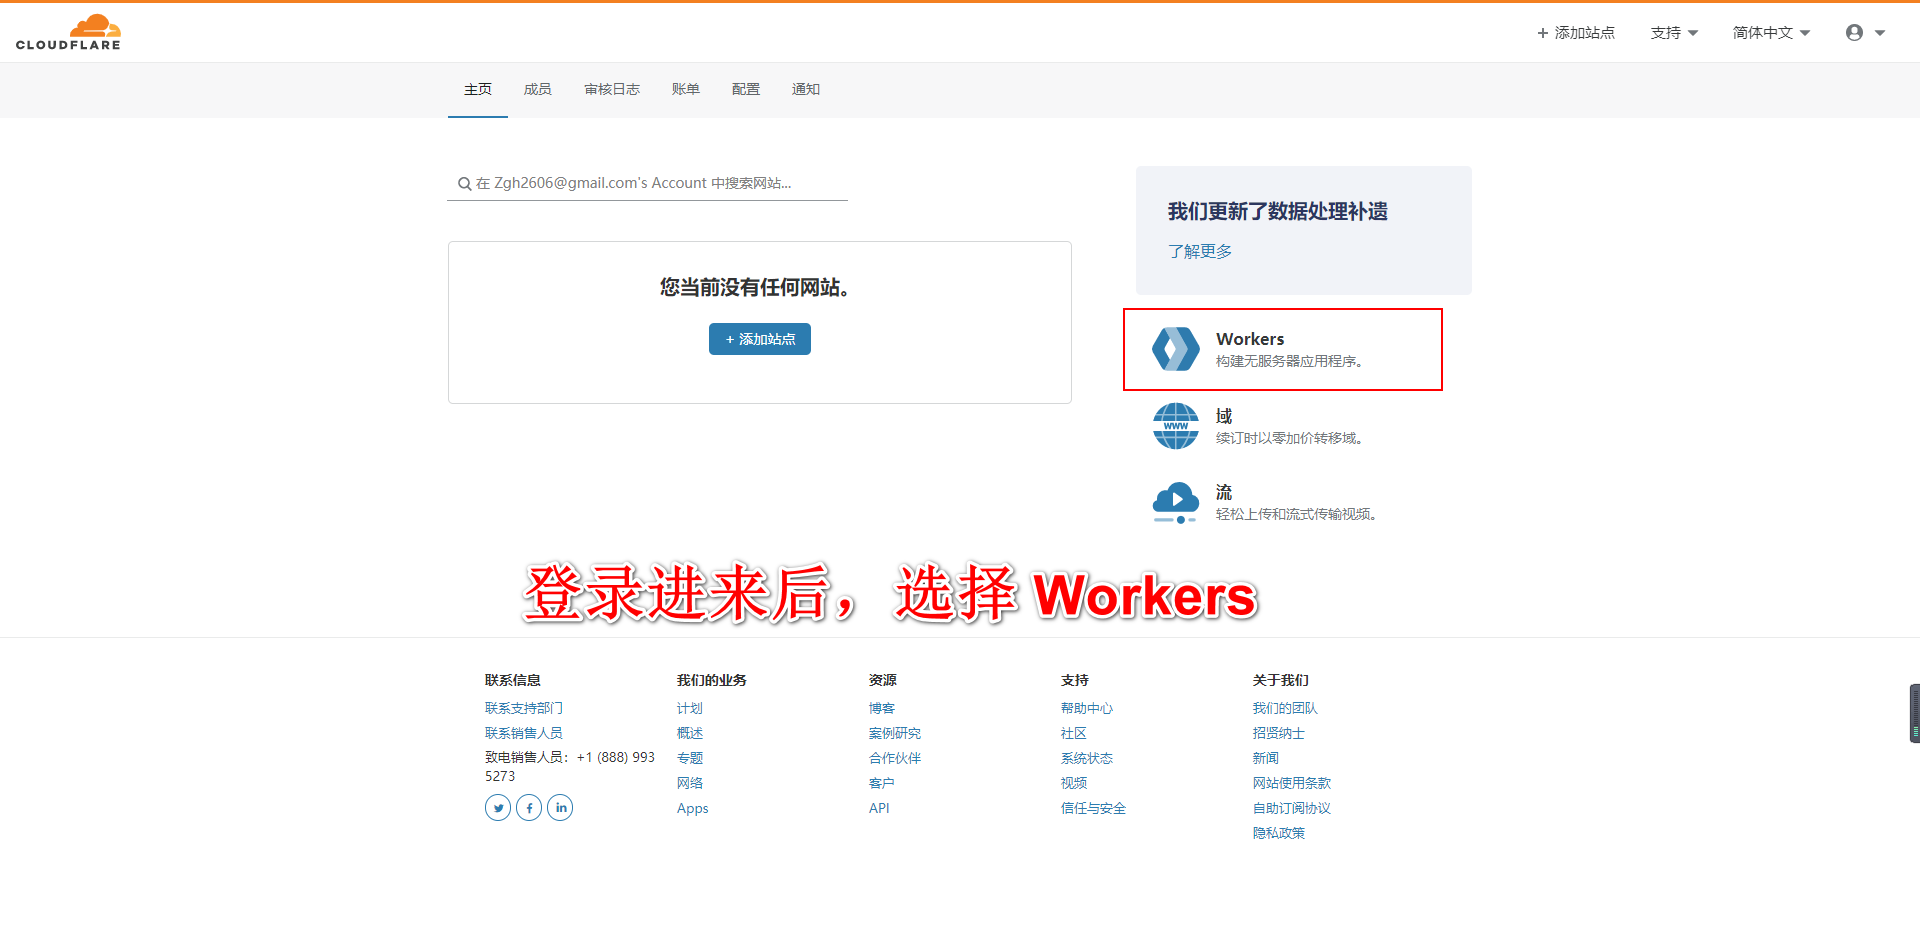 CLOUDFLARE
+ 添加站点 支持 简体中文
主页 成员 审核日志 账单 配置 通知
在 Zgh2606@gmail.com's Account 中搜索网站...
您当前没有任何网站。
+ 添加站点
我们更新了数据处理补遗
了解更多
Workers
构建无服务器应用程序。
WWW
域
续订时以零加价转移域。
流
轻松上传和流式传输视频。
登录进来后，选择 Workers
联系信息
联系支持部门
联系销售人员
致电销售人员：+1 (888) 993
5273
我们的业务
计划
概述
专题
网络
Apps
资源
博客
案例研究
合作伙伴
客户
API
支持
帮助中心
社区
系统状态
视频
信任与安全
关于我们
我们的团队
招贤纳士
新闻
网站使用条款
自助订阅协议
隐私政策